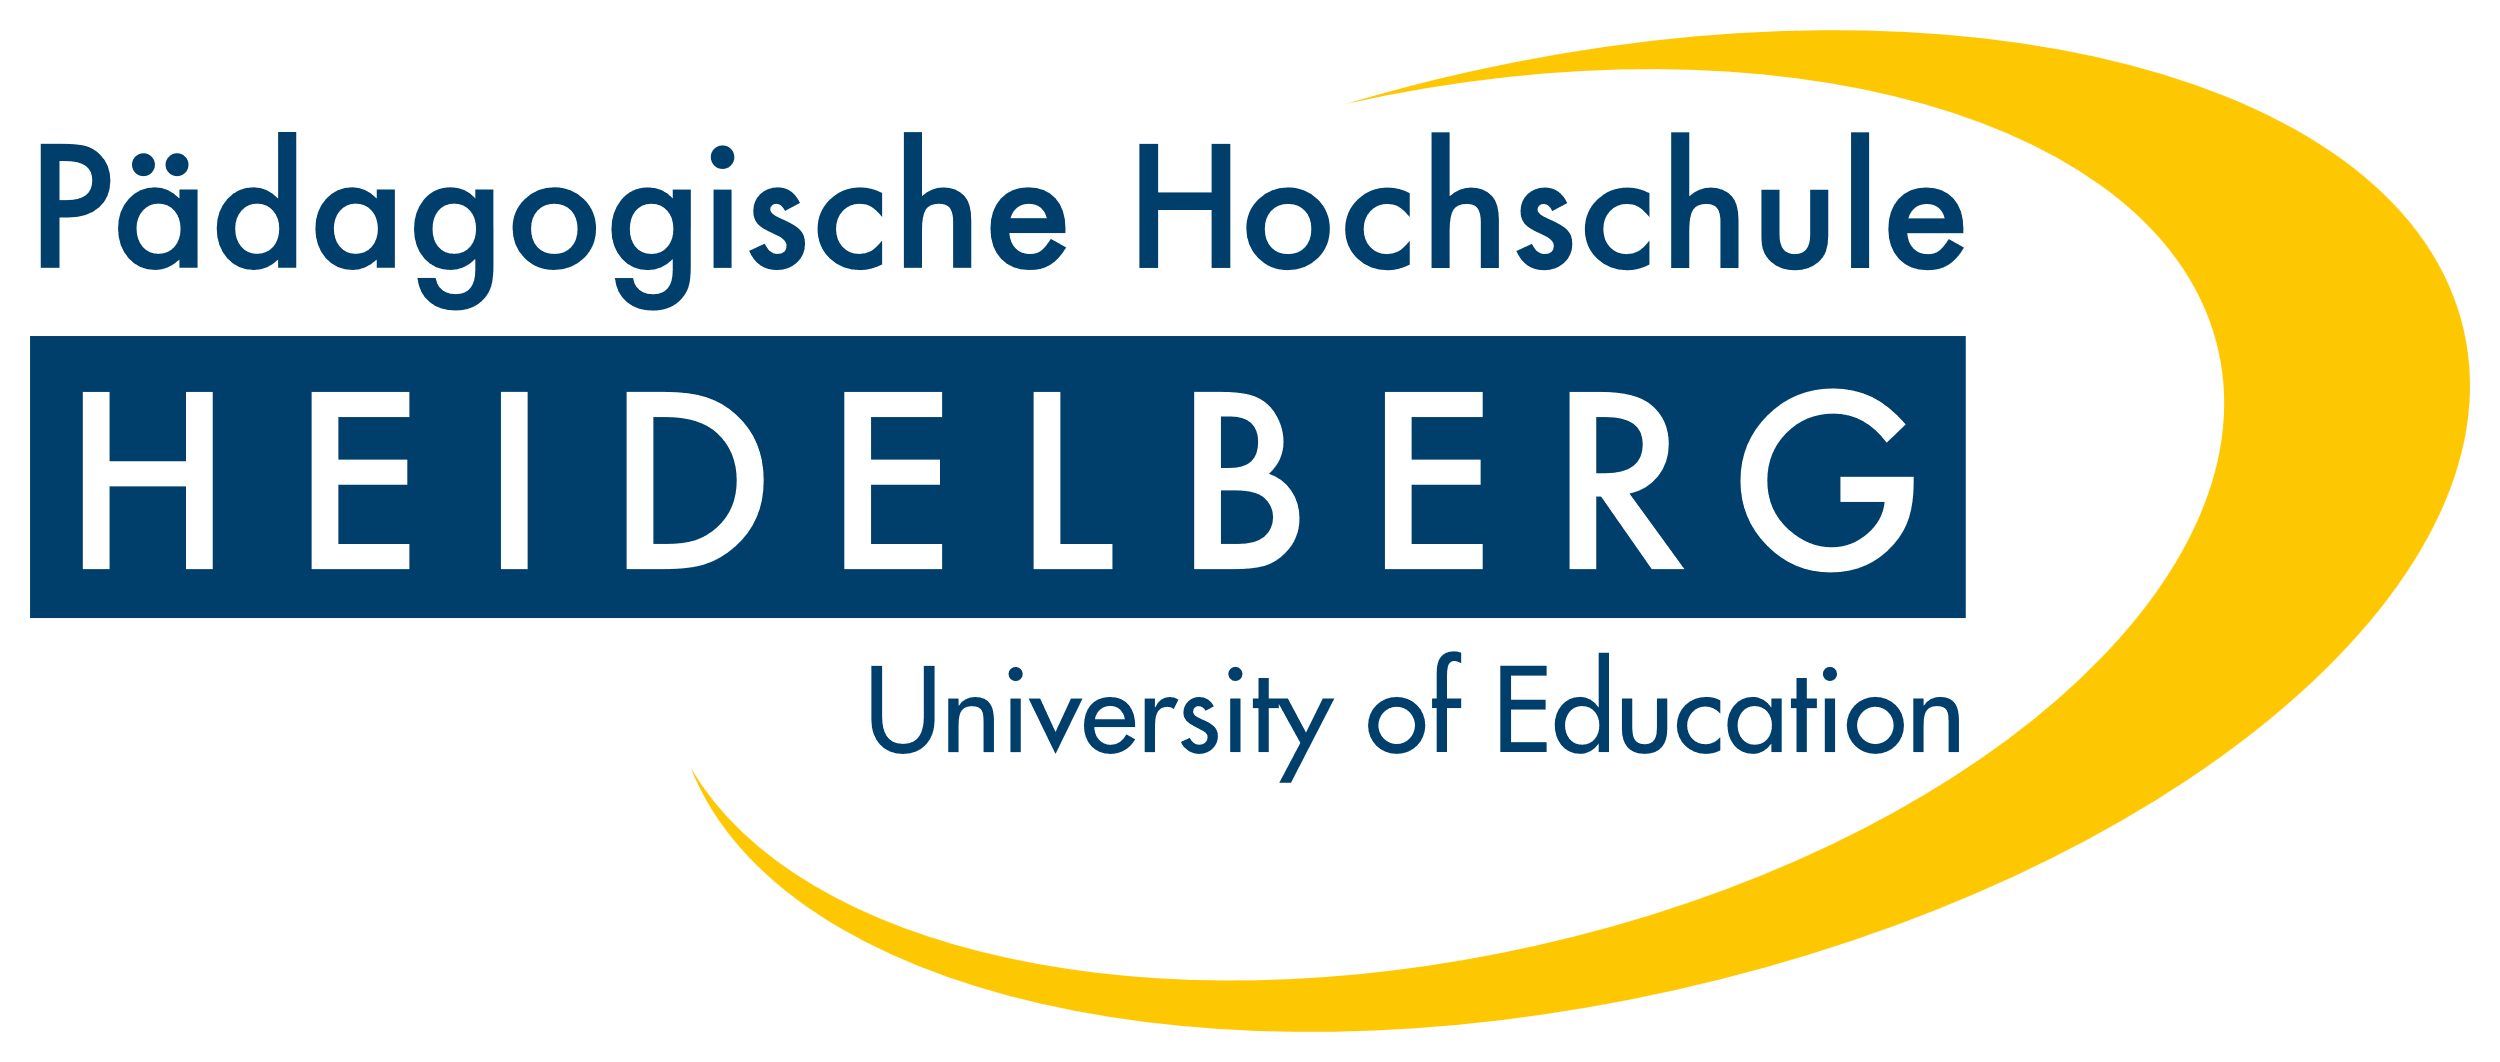 Pädagogische Hochschule
HEIDELBERG
University of Education